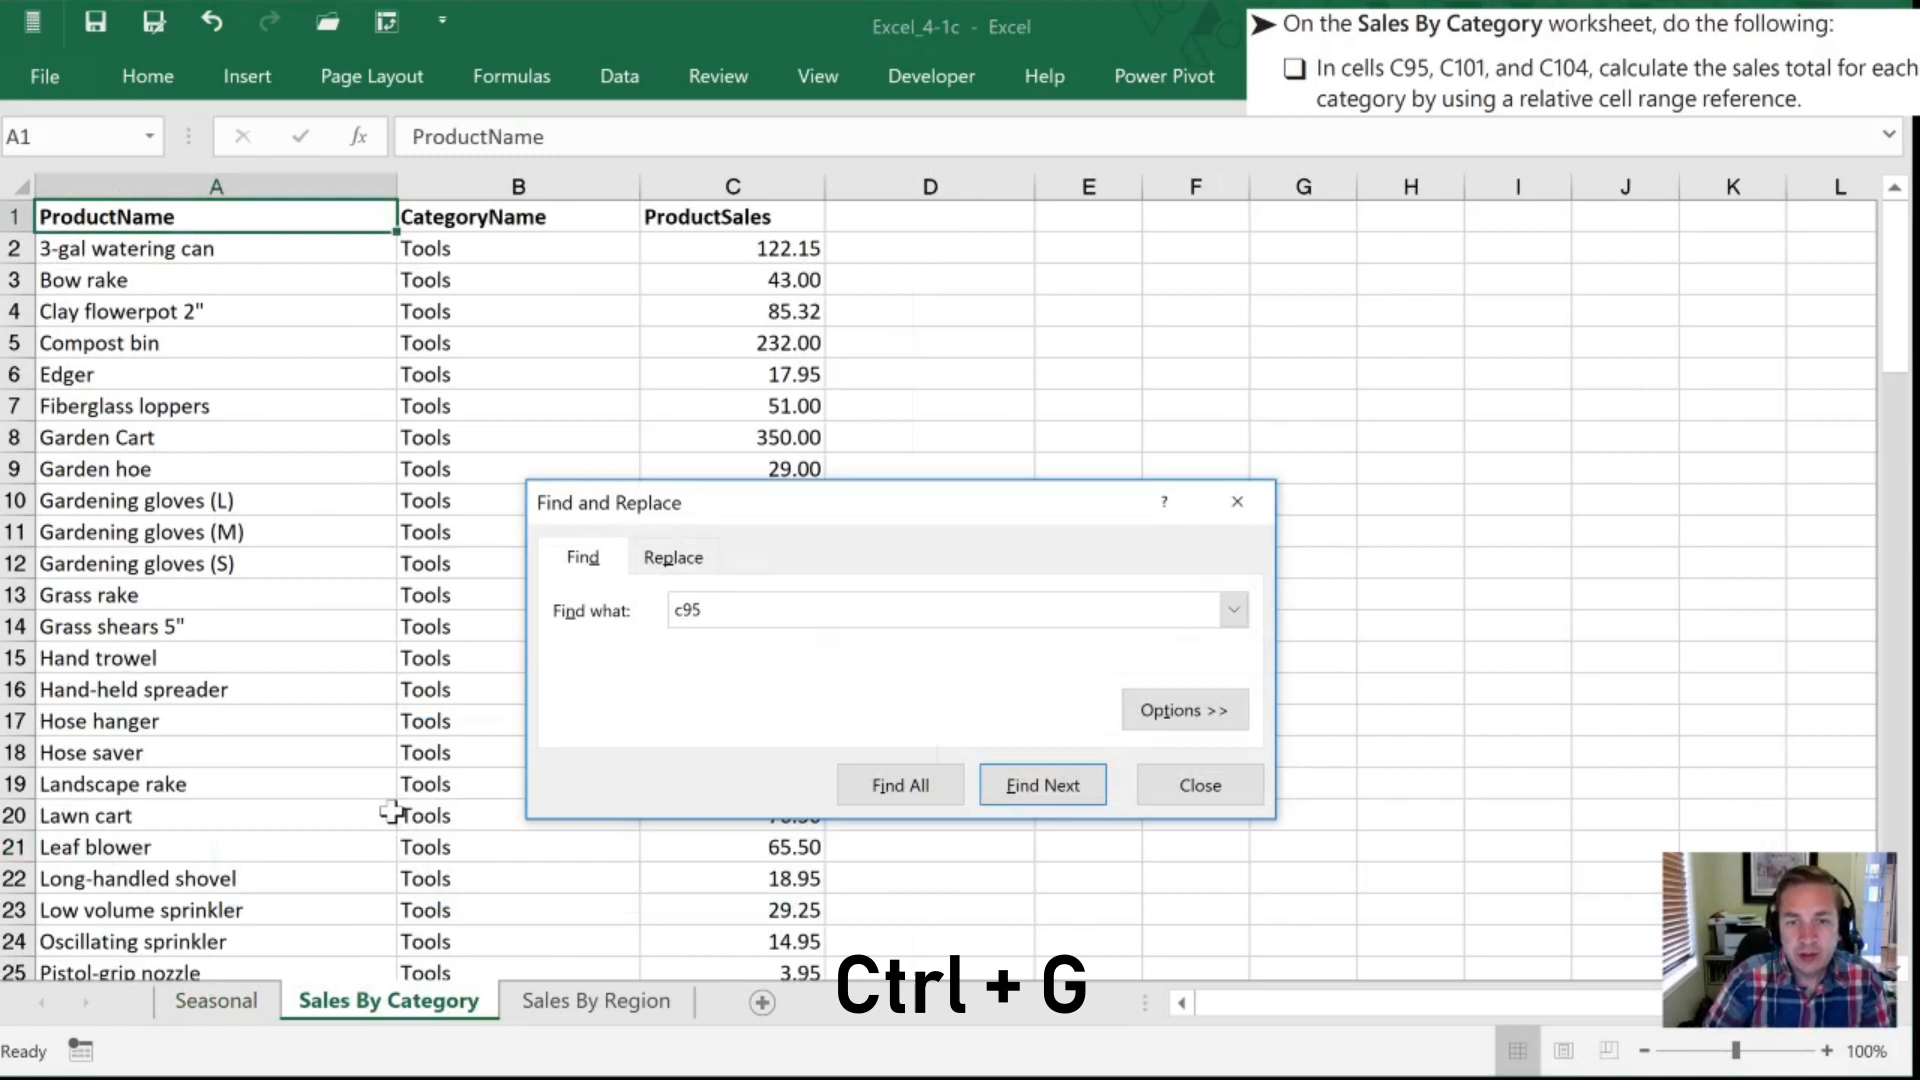 Excel_4-1c - Excel
File Home Insert Page Layout Formulas Data Review View Developer Help Power Pivot
➤ On the Sales By Category worksheet, do the following:
❑ In cells C95, C101, and C104, calculate the sales total for each
category by using a relative cell range reference.
A1 fx ProductName
A B C D E F G H I J K L
1 ProductName CategoryName ProductSales
2 3-gal watering can Tools 122.15
3 Bow rake Tools 43.00
4 Clay flowerpot 2" Tools 85.32
5 Compost bin Tools 232.00
6 Edger Tools 17.95
7 Fiberglass loppers Tools 51.00
8 Garden Cart Tools 350.00
9 Garden hoe Tools 29.00
10 Gardening gloves (L) Tools
11 Gardening gloves (M) Tools
12 Gardening gloves (S) Tools
13 Grass rake Tools
14 Grass shears 5" Tools
15 Hand trowel Tools
16 Hand-held spreader Tools
17 Hose hanger Tools
18 Hose saver Tools
19 Landscape rake Tools
20 Lawn cart Tools
21 Leaf blower Tools 65.50
22 Long-handled shovel Tools 18.95
23 Low volume sprinkler Tools 29.25
24 Oscillating sprinkler Tools 14.95
25 Pistol-grip nozzle Tools 3.95
Find and Replace ?
Find Replace
Find what: c95
Options >>
Find All Find Next Close
Ctrl + G
Seasonal Sales By Category Sales By Region
Ready 100%